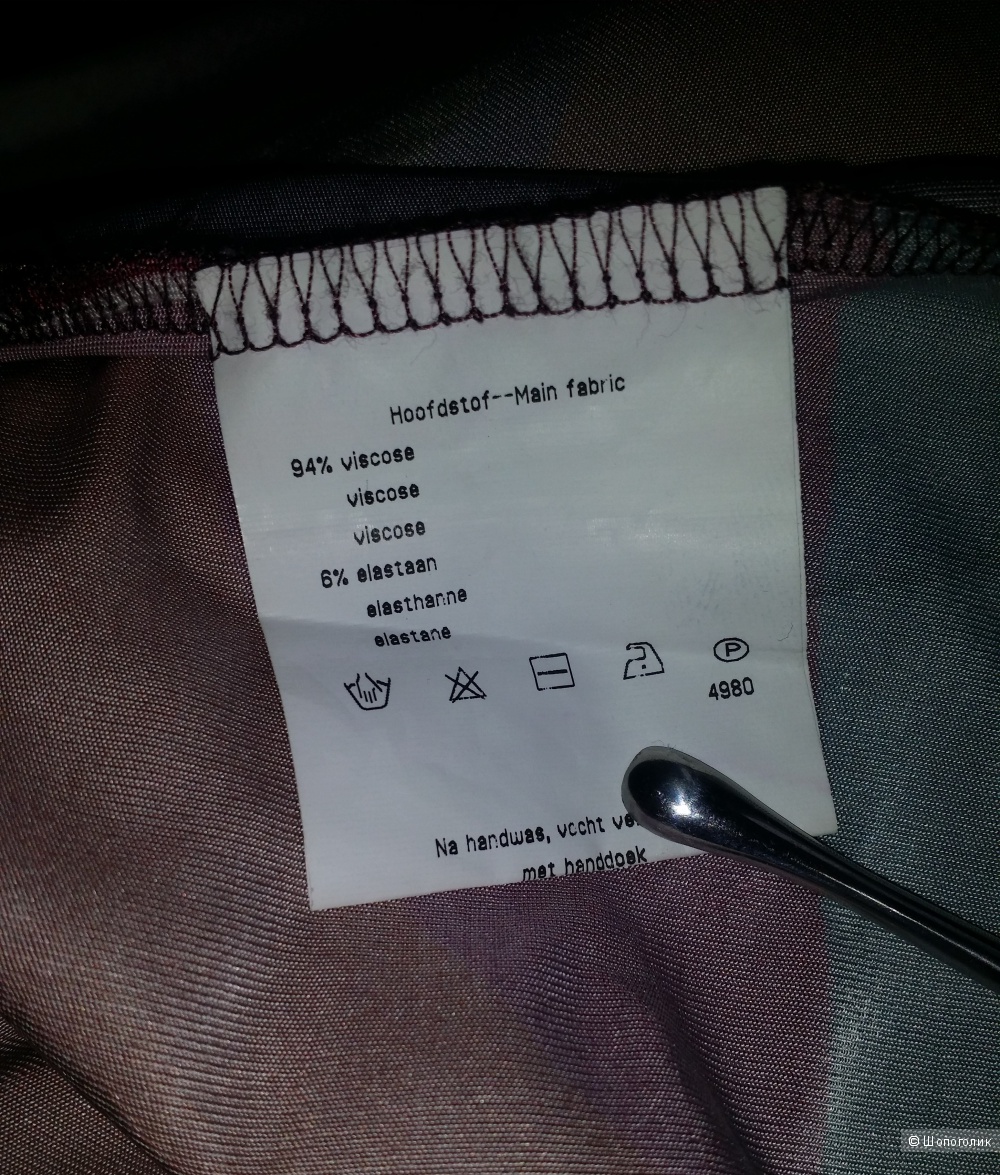 Hoofdstof--Main fabric
94% viscose
viscose
viscose
6% elastaan
elasthanne
elastane
P
4980
Na handwas, vocht
met handdoek
© Шопоголик